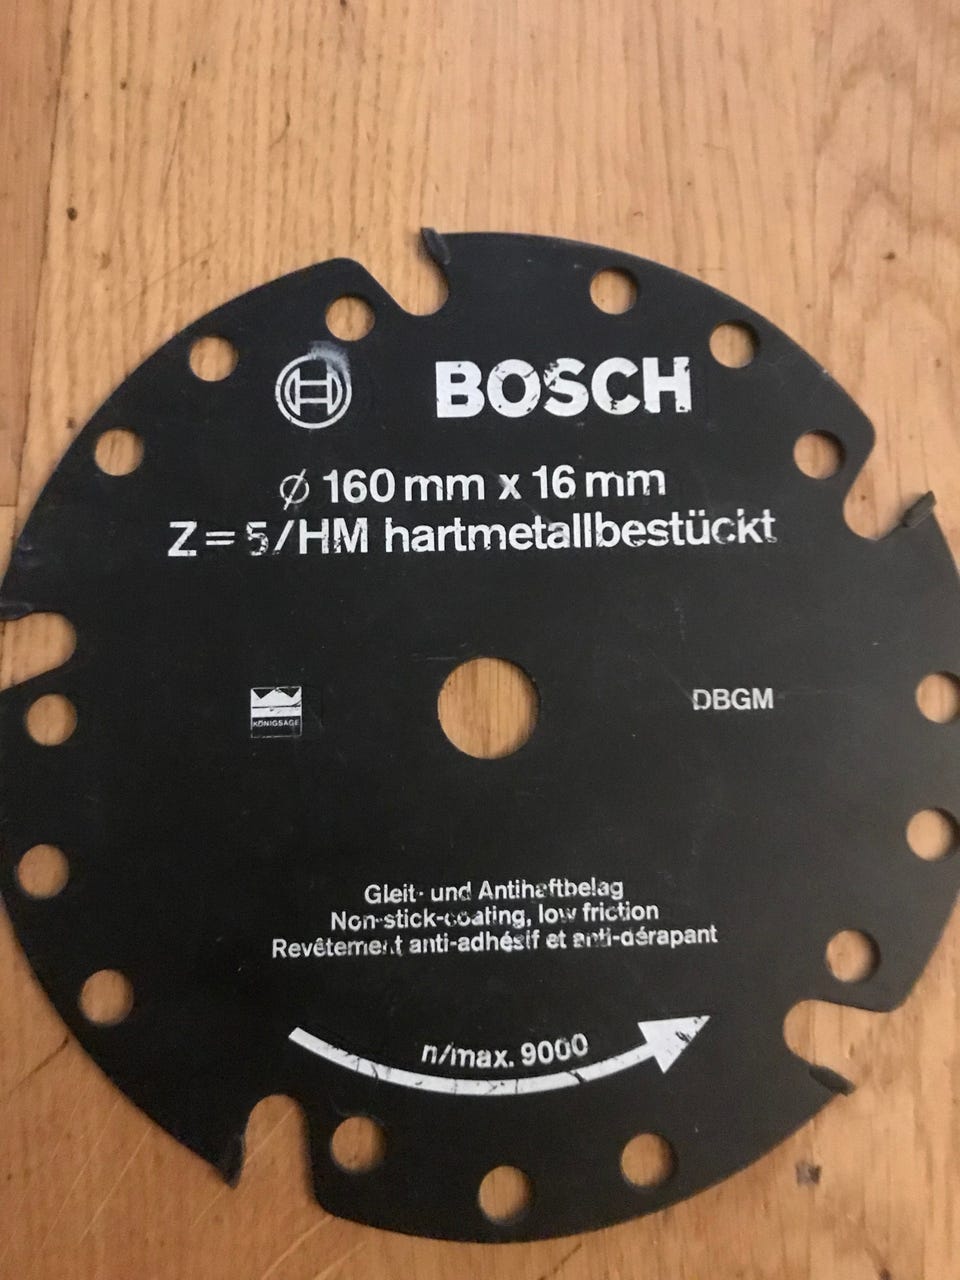 BOSCH
Ø 160 mm x 16 mm
Z = 5/HM hartmetallbestückt
KÖNIGSAGE
DBGM
Gleit- und Antihaftbelag
Non-stick-coating, low friction
Revêtement anti-adhésif et anti-dérapant
n/max. 9000